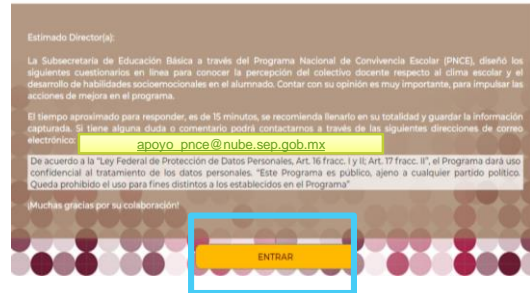 Estimado Director(a):
La Subsecretaría de Educación Básica a través del Programa Nacional de Convivencia Escolar (PNCE), diseñó los
siguientes cuestionarios en línea para conocer la percepción del colectivo docente respecto al clima escolar y el
desarrollo de habilidades socioemocionales en el alumnado. Contar con su opinión es muy importante, para impulsar las
acciones de mejora en el programa.
El tiempo aproximado para responder, es de 15 minutos, se recomienda llenarlo en su totalidad y guardar la información
capturada. Si tiene alguna duda o comentario podrá contactarnos a través de las siguientes direcciones de correo
electrónico: apoyo_pnce@nube.sep.gob.mx
De acuerdo a la "Ley Federal de Protección de Datos Personales, Art. 16 fracc. I y II; Art. 17 fracc. II", el Programa dará uso
confidencial al tratamiento de los datos personales. "Este Programa es público, ajeno a cualquier partido político.
Queda prohibido el uso para fines distintos a los establecidos en el Programa"
¡Muchas gracias por su colaboración!
ENTRAR